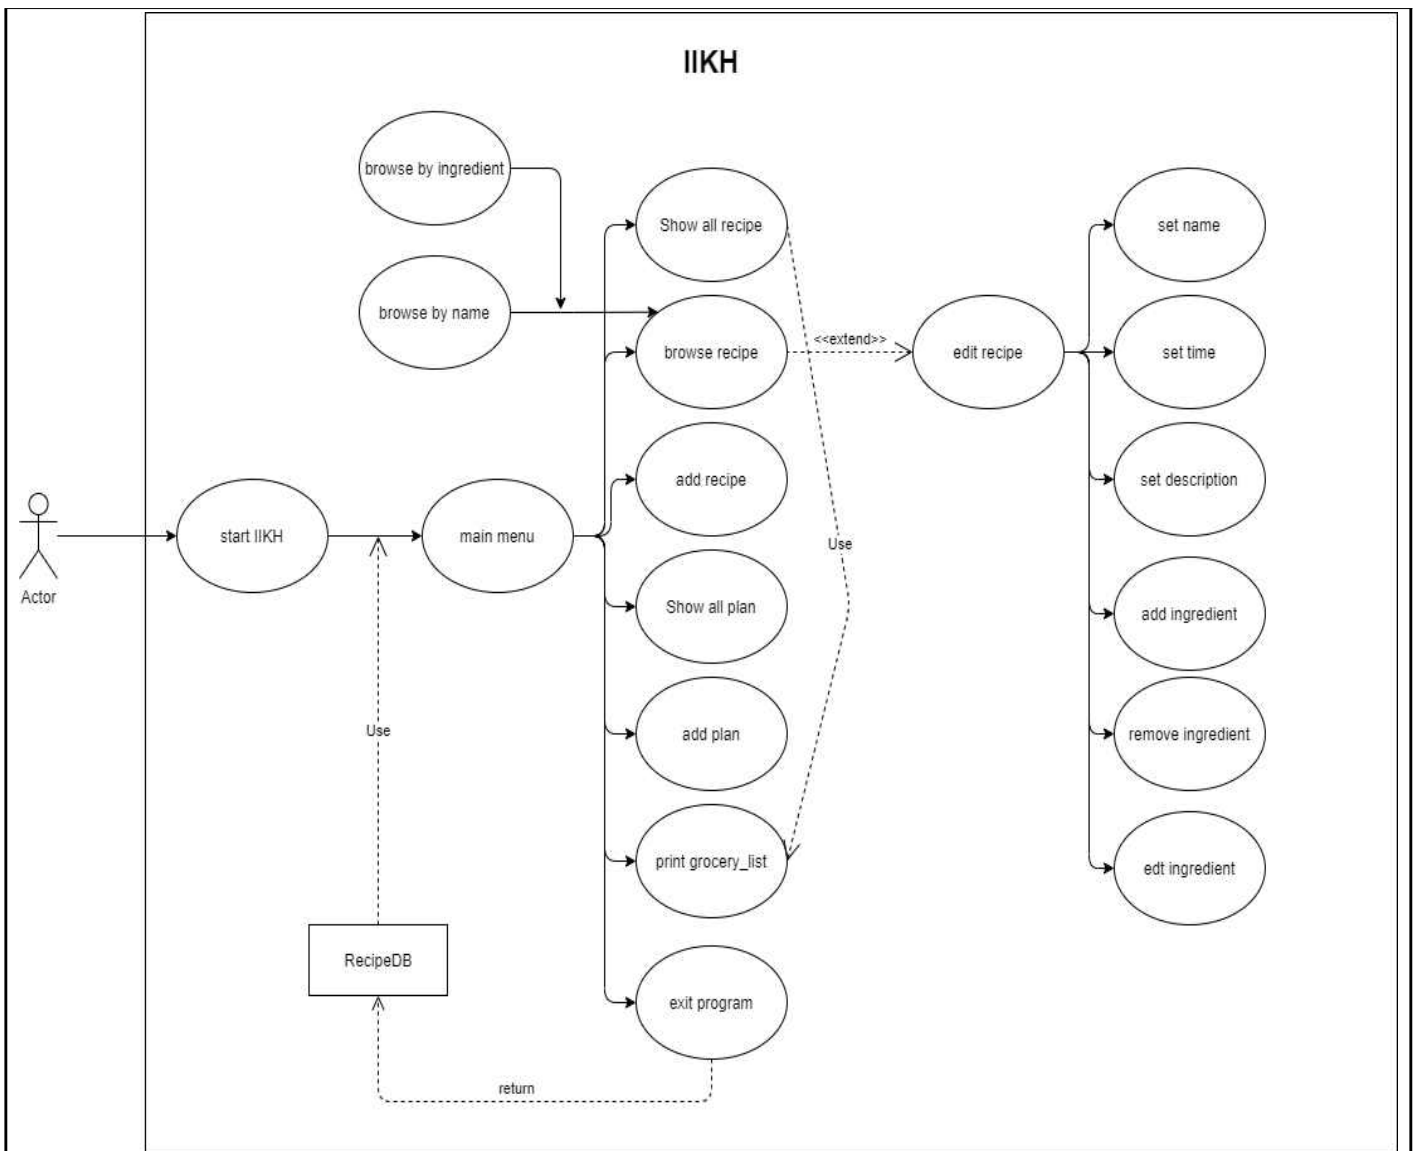 IIKH
browse by ingredient
browse by name
Show all recipe
browse recipe
<<extend>>
edit recipe
set name
set time
set description
add ingredient
remove ingredient
edt ingredient
Actor
start IIKH
main menu
add recipe
Show all plan
add plan
print grocery_list
exit program
Use
Use
RecipeDB
return